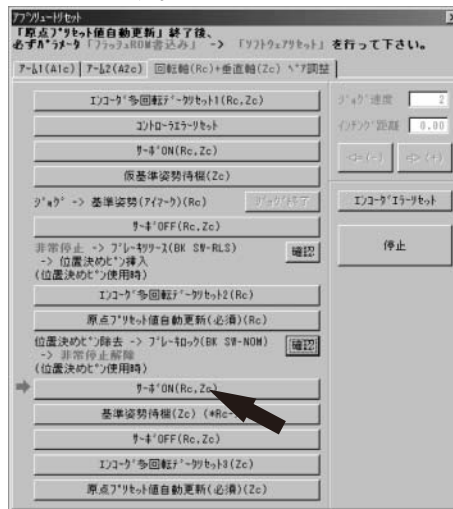 アブソリュートリセット
「原点プリセット値自動更新」終了後、
必ずパラメータ「フラッシュROM書込み」 -> 「ソフトウェアリセット」 を行って下さい。
アーム1(A1c) アーム2(A2c) 回転軸(Rc)+垂直軸(Zc) ペア調整
エンコーダ多回転データリセット1(Rc,Zc)
コントローラエラーリセット
サーボON(Rc,Zc)
仮基準姿勢待機(Zc)
ジョグ -> 基準姿勢(アイマーク)(Rc) ジョグ終了
サーボOFF(Rc,Zc)
非常停止 -> ブレーキリリース(BK SW-RLS)
-> 位置決めピン挿入
(位置決めピン使用時)
確認
エンコーダ多回転データリセット2(Rc)
原点プリセット値自動更新(必須)(Rc)
位置決めピン除去 -> ブレーキロック(BK SW-NOM)
-> 非常停止解除
(位置決めピン使用時)
確認
サーボON(Rc,Zc)
基準姿勢待機(Zc) (*Rc-
サーボOFF(Rc,Zc)
エンコーダ多回転データリセット3(Zc)
原点プリセット値自動更新(必須)(Zc)
ジョグ速度 2
インチング距離 0.00
<=(-) =>(+)
エンコーダエラーリセット
停止